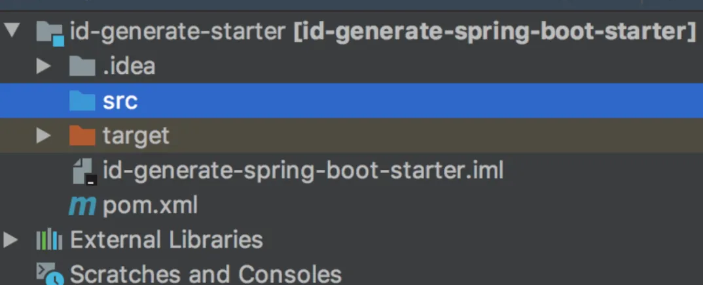 id-generate-starter [id-generate-spring-boot-starter]
.idea
src
target
id-generate-spring-boot-starter.iml
m pom.xml
External Libraries
Scratches and Consoles